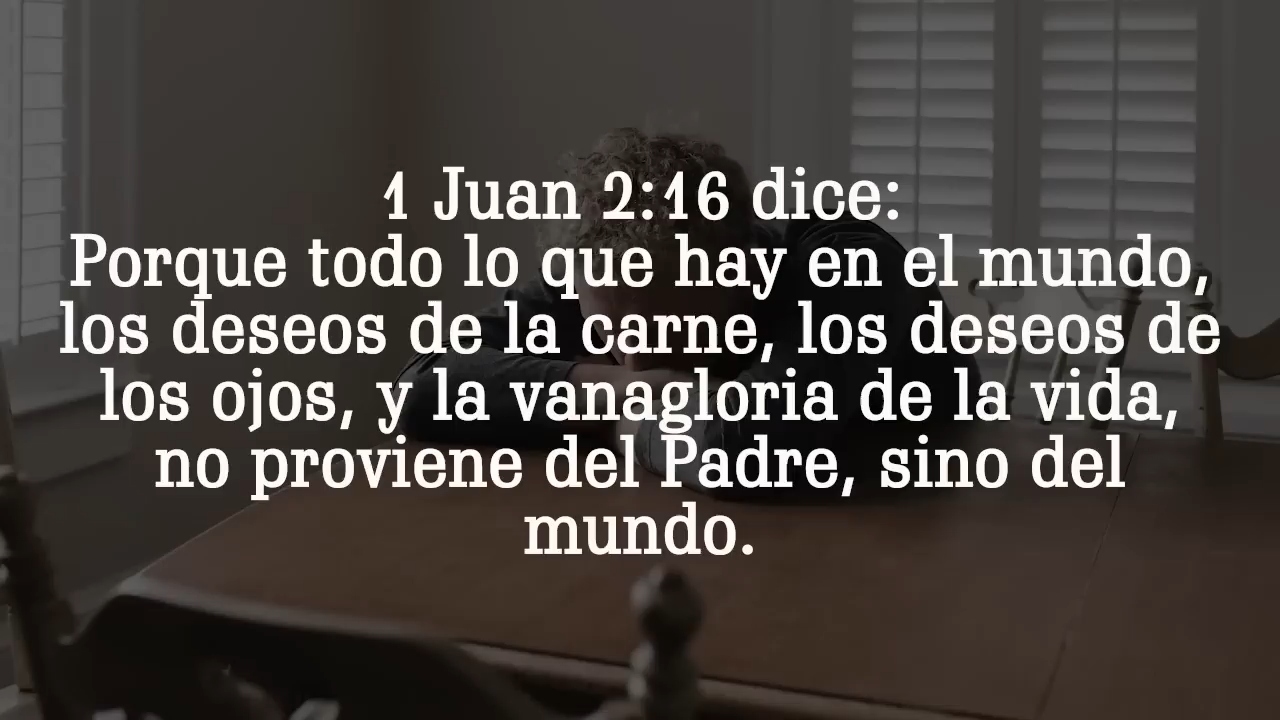 1 Juan 2:16 dice:
Porque todo lo que hay en el mundo,
los deseos de la carne, los deseos de
los ojos, y la vanagloria de la vida,
no proviene del Padre, sino del
mundo.